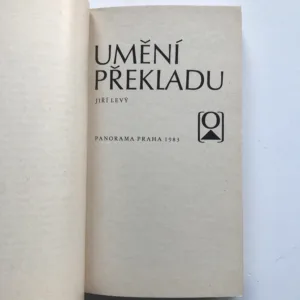 UMĚNÍ
PŘEKLADU
JIŘÍ LEVÝ
PANORAMA PRAHA 1983